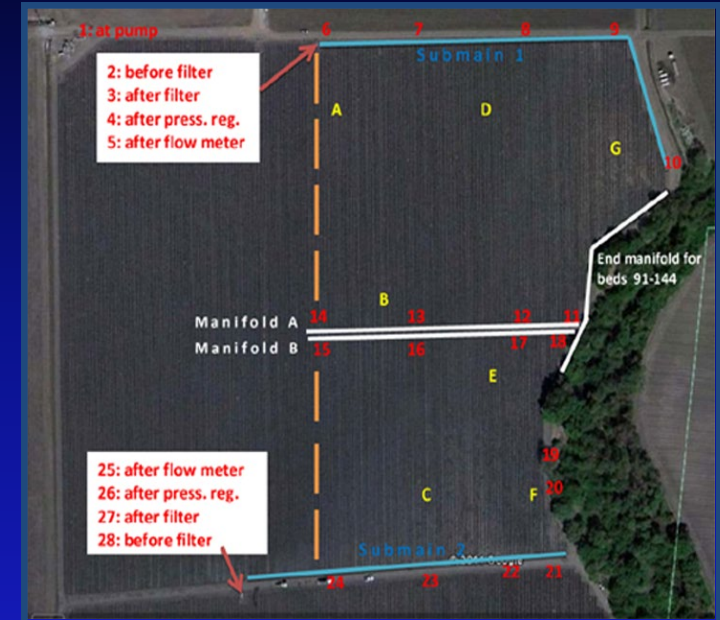 1: at pump
6 7 8 9
Submain 1
2: before filter
3: after filter
4: after press. reg.
5: after flow meter
A D
G
10
End manifold for
beds 91-144
B
14 13 12 11
Manifold A
Manifold B
15 16 17 18
E
19
20
C F
25: after flow meter
26: after press. reg.
27: after filter
28: before filter
Submain 2
24 23 22 21